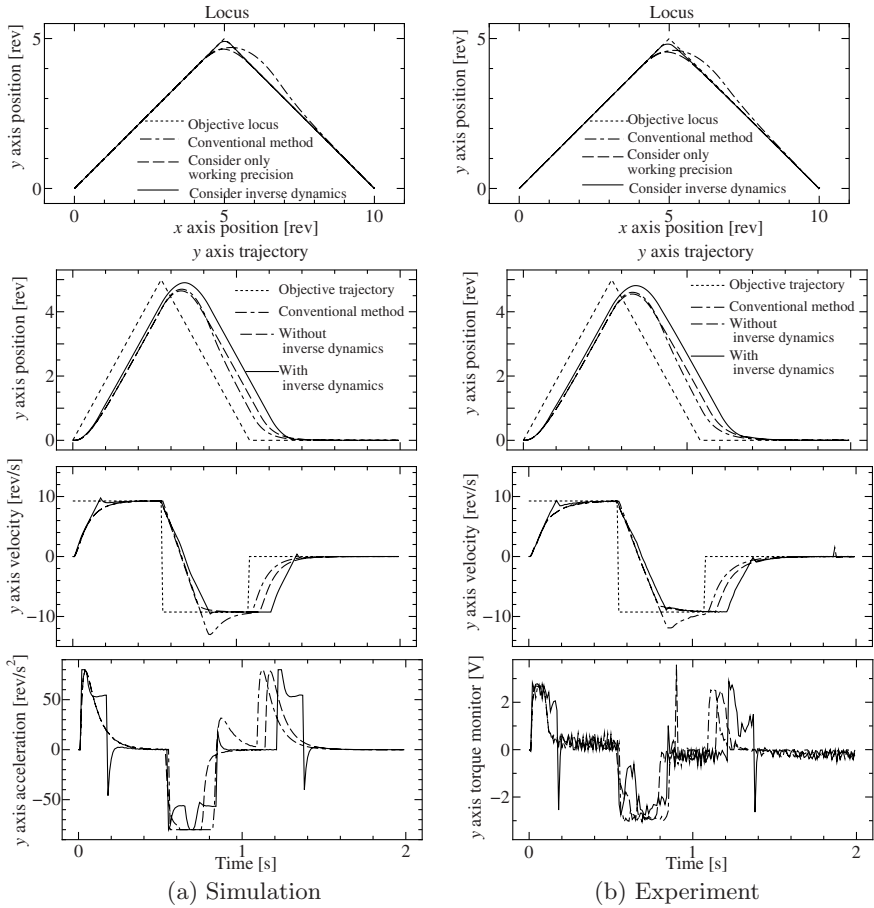 Locus
y axis position [rev]
5
0
Objective locus
Conventional method
Consider only
working precision
Consider inverse dynamics
0
5
10
x axis position [rev]
y axis trajectory
y axis position [rev]
4
2
0
Objective trajectory
Conventional method
Without
inverse dynamics
With
inverse dynamics
y axis velocity [rev/s]
10
0
−10
y axis acceleration [rev/s²]
50
0
−50
0
1
2
Time [s]
(a) Simulation
Locus
y axis position [rev]
5
0
Objective locus
Conventional method
Consider only
working precision
Consider inverse dynamics
0
5
10
x axis position [rev]
y axis trajectory
y axis position [rev]
4
2
0
Objective trajectory
Conventional method
Without
inverse dynamics
With
inverse dynamics
y axis velocity [rev/s]
10
0
−10
y axis torque monitor [V]
2
0
−2
0
1
2
Time [s]
(b) Experiment